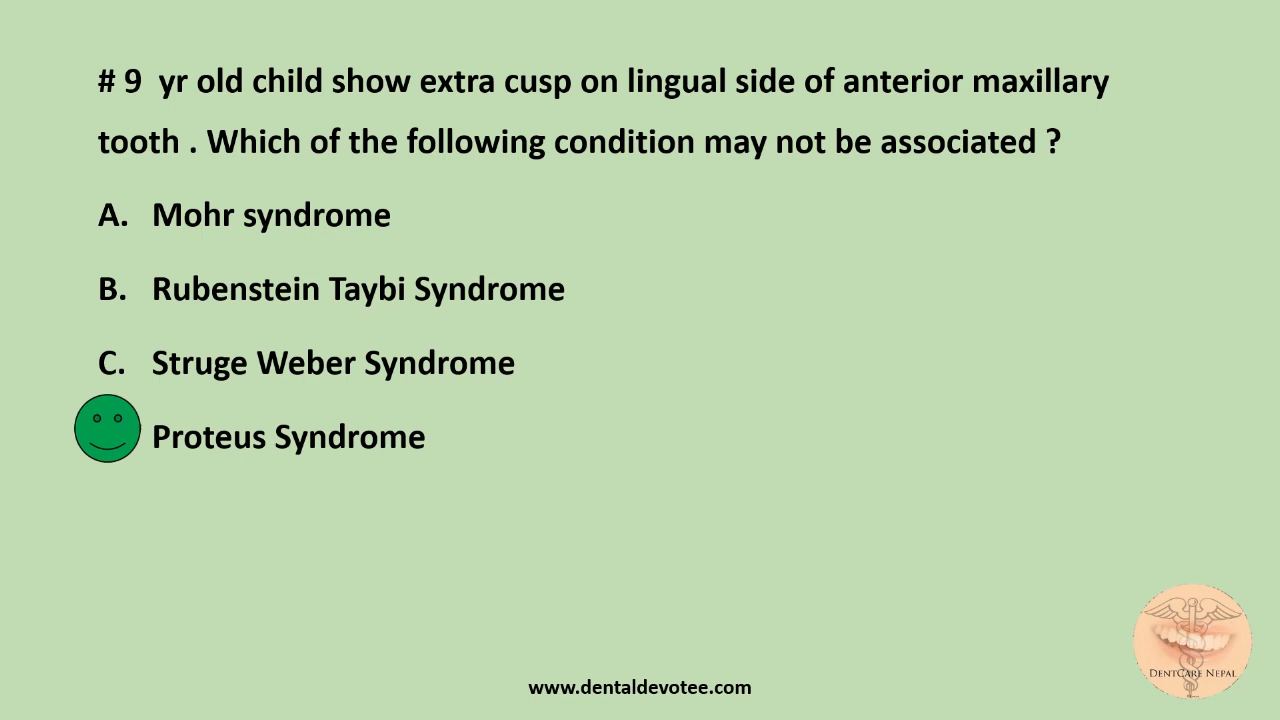 # 9 yr old child show extra cusp on lingual side of anterior maxillary
tooth . Which of the following condition may not be associated ?
A. Mohr syndrome
B. Rubenstein Taybi Syndrome
C. Struge Weber Syndrome
Proteus Syndrome
DENTCARE NEPAL
www.dentaldevotee.com